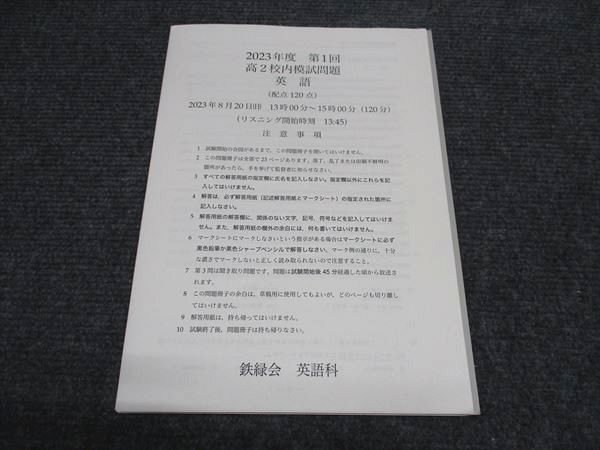 2023年度　第1回
高2校内模試問題
英　語
（配点 120 点）
2023年8月20日㈰　13時00分～15時00分（120分）
（リスニング開始時刻　13:45）
注　意　事　項
1　試験開始の合図があるまで，この問題冊子を開いてはいけません。
2　この問題冊子は全部で23ページあります。落丁，乱丁または印刷不鮮明の
箇所があったら，手を挙げて監督者に知らせなさい。
3　すべての解答用紙の指定欄に氏名を記入しなさい。指定欄以外にこれらを記
入してはいけません。
4　解答は，必ず解答用紙（記述解答用紙とマークシート）の指定された箇所に
記入しなさい。
5　解答用紙の解答欄に，関係のない文字，記号，符号などを記入してはいけま
せん。また，解答用紙の欄外の余白には，何も書いてはいけません。
6　マークシートにマークしなさいという指示がある場合はマークシートに必ず
黒色鉛筆か黒色シャープペンシルで解答しなさい。マーク例の通りに，十分
な濃さでマークしないと正しく読み取られないので注意すること。
7　第3問は聞き取り問題です。問題は試験開始後45分経過した頃から放送さ
れます。
8　この問題冊子の余白は，草稿用に使用してもよいが，どのページも切り離し
てはいけません。
9　解答用紙は，持ち帰ってはいけません。
10　試験終了後，問題冊子は持ち帰りなさい。
鉄緑会　英語科